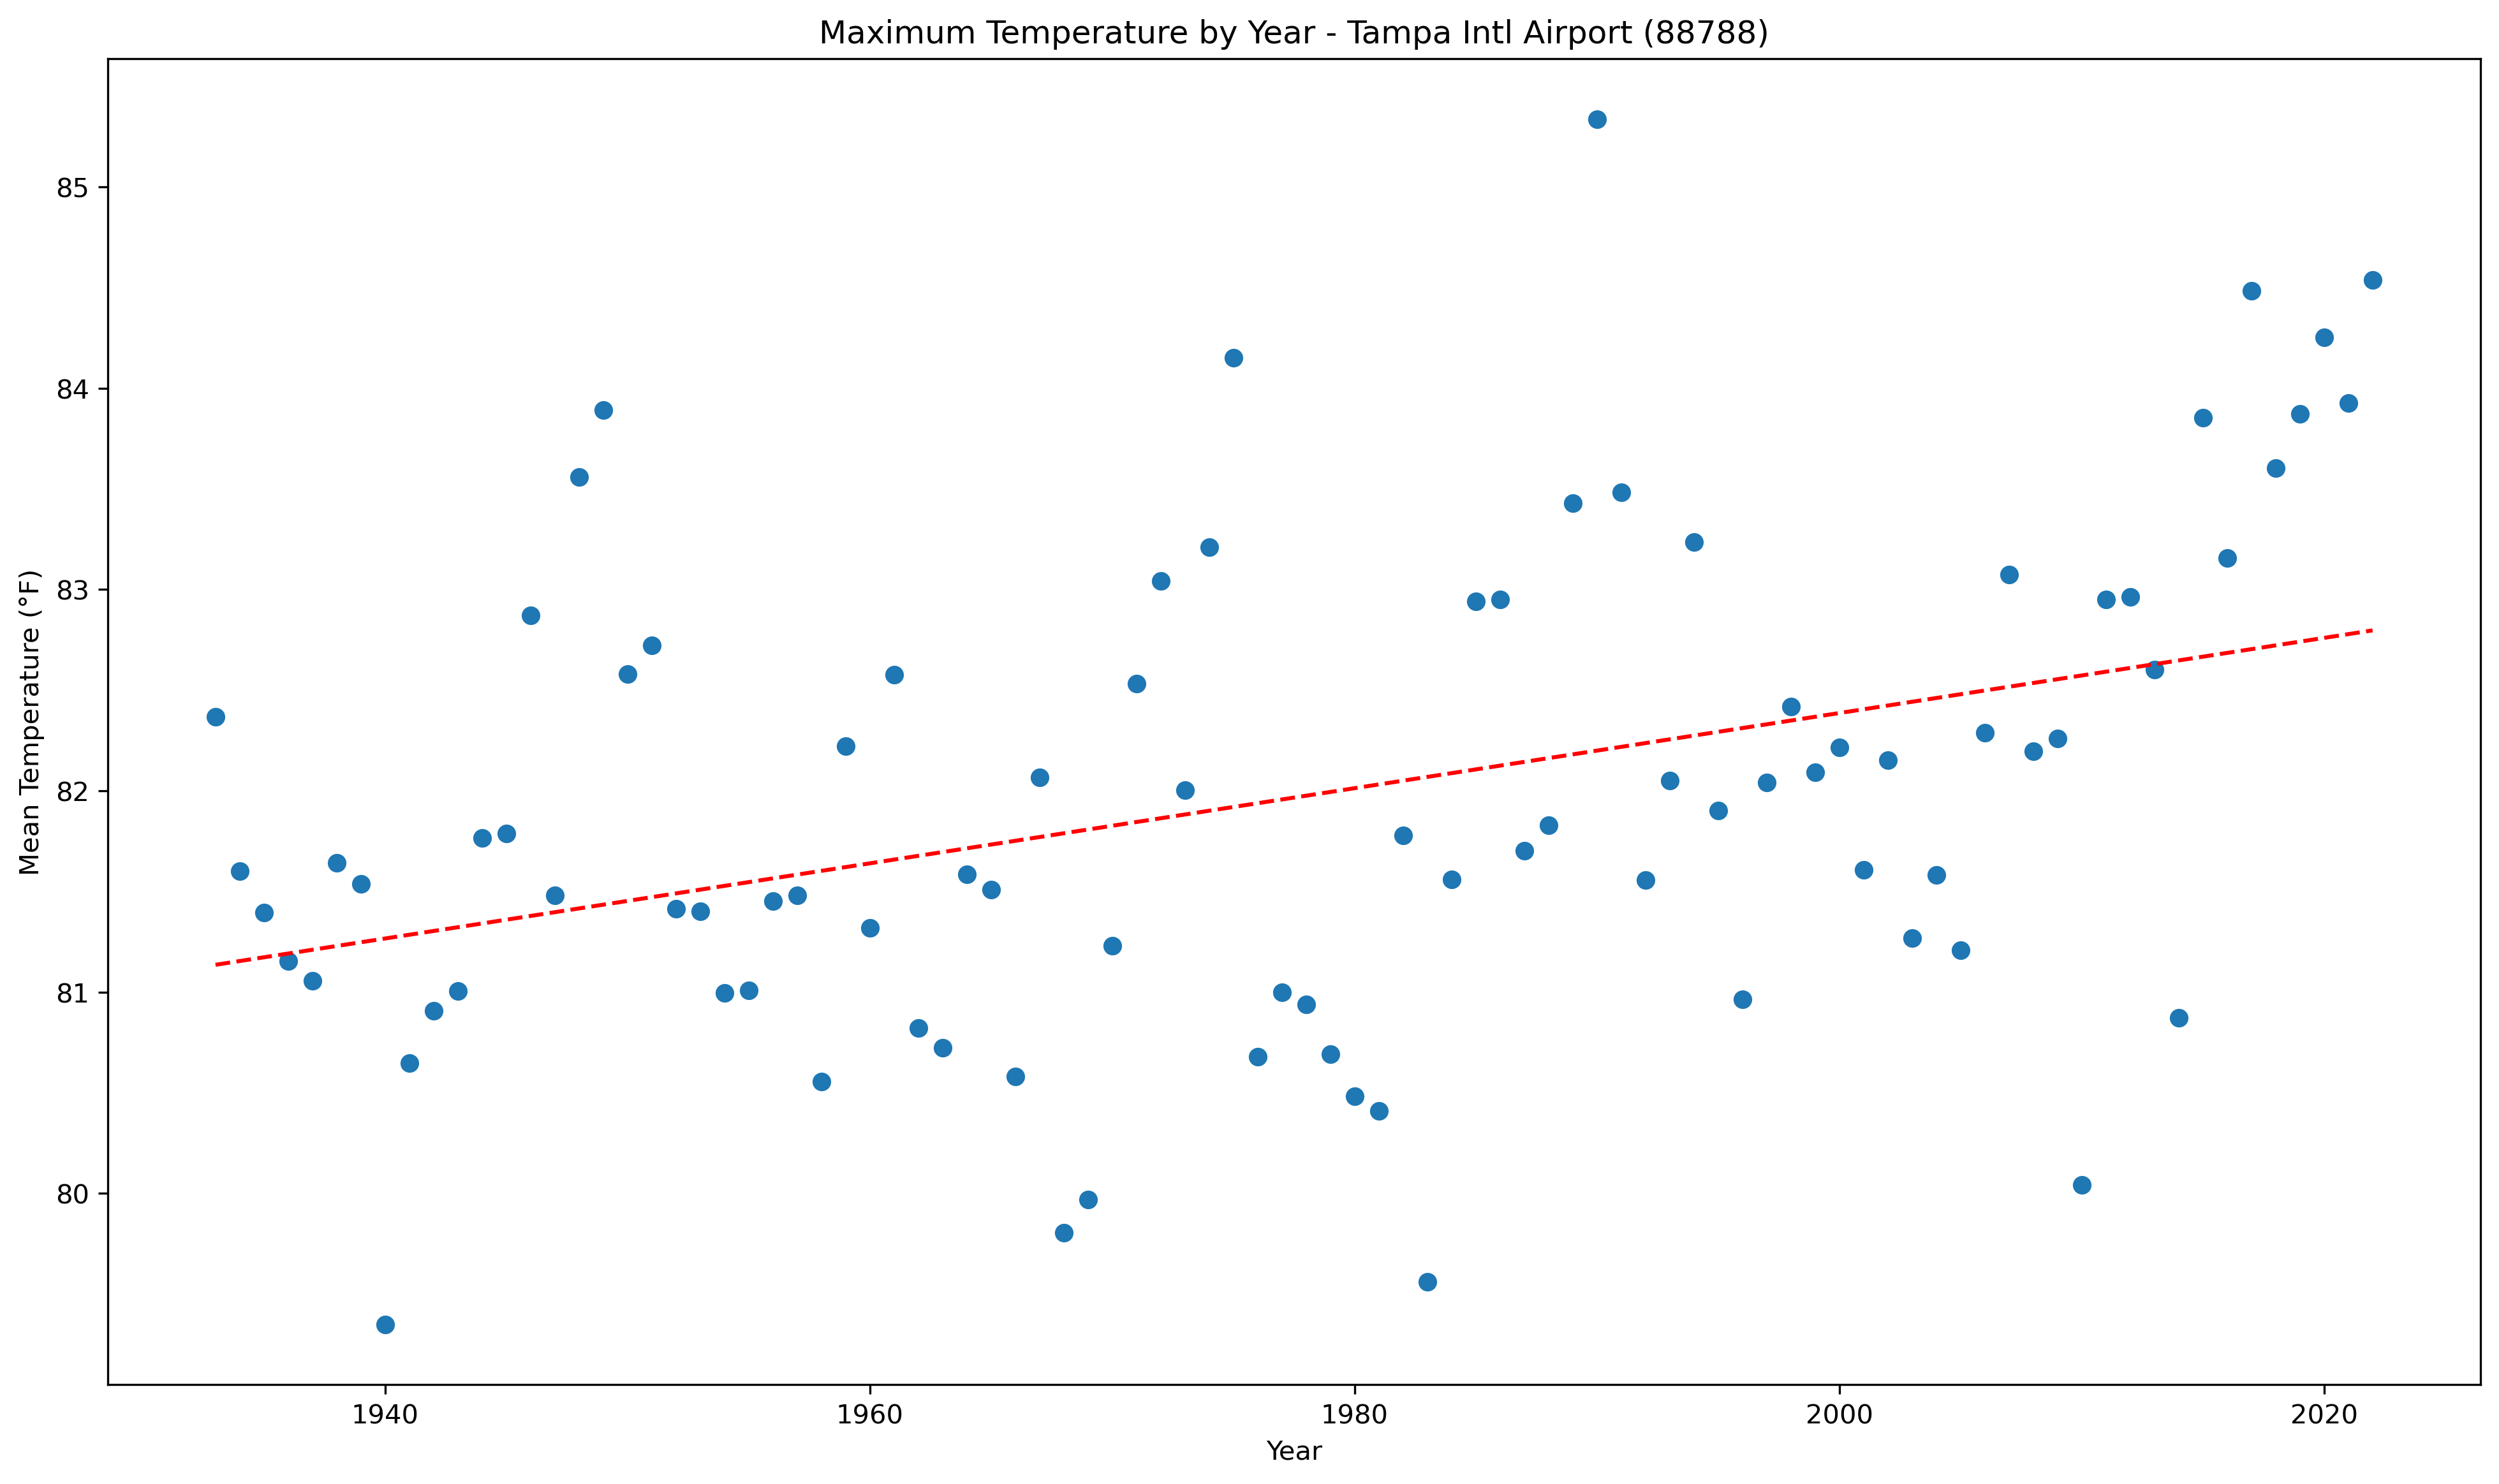 Maximum Temperature by Year - Tampa Intl Airport (88788)
85
84
83
82
81
80
Mean Temperature (°F)
1940 1960 1980 2000 2020
Year